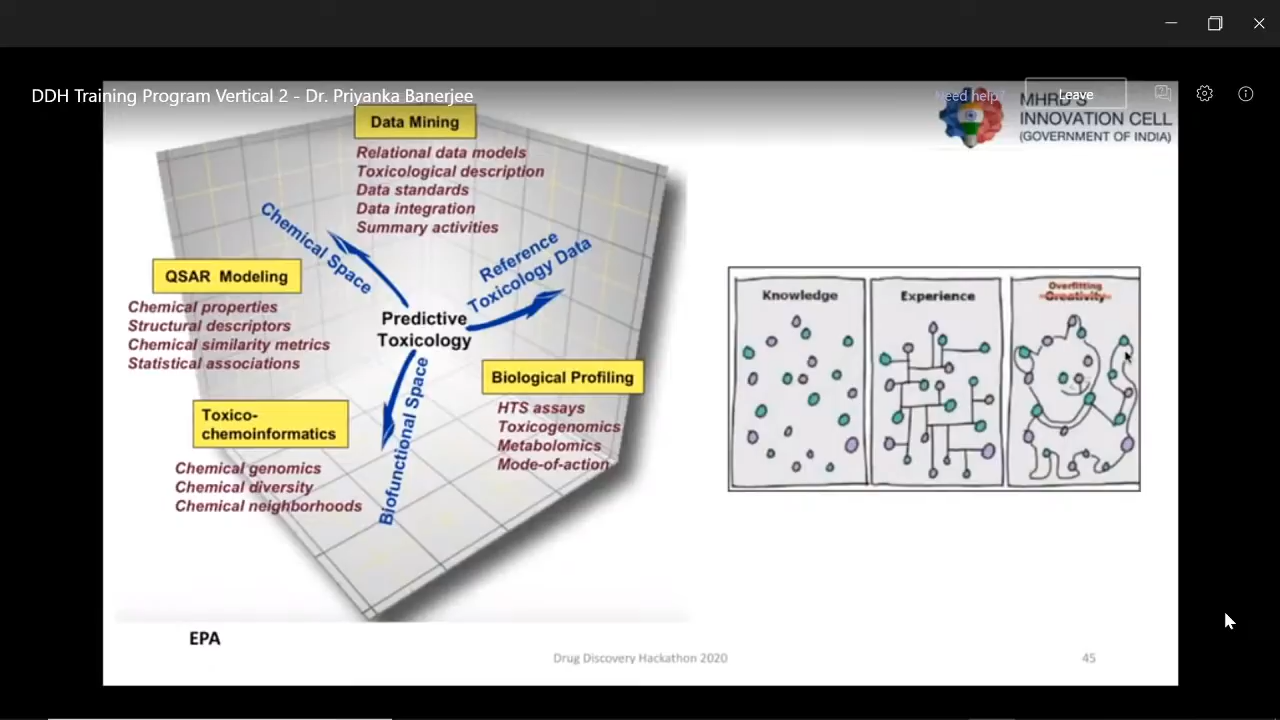 DDH Training Program Vertical 2 - Dr. Priyanka Banerjee
Need help?
Leave
MHRD'S
INNOVATION CELL
(GOVERNMENT OF INDIA)
Data Mining
Relational data models
Toxicological description
Data standards
Data integration
Summary activities
Chemical Space
Reference
Toxicology Data
QSAR Modeling
Chemical properties
Structural descriptors
Chemical similarity metrics
Statistical associations
Predictive
Toxicology
Biofunctional Space
Biological Profiling
HTS assays
Toxicogenomics
Metabolomics
Mode-of-action
Toxico-
chemoinformatics
Chemical genomics
Chemical diversity
Chemical neighborhoods
Knowledge
Experience
Overfitting
Creativity
EPA
Drug Discovery Hackathon 2020
45